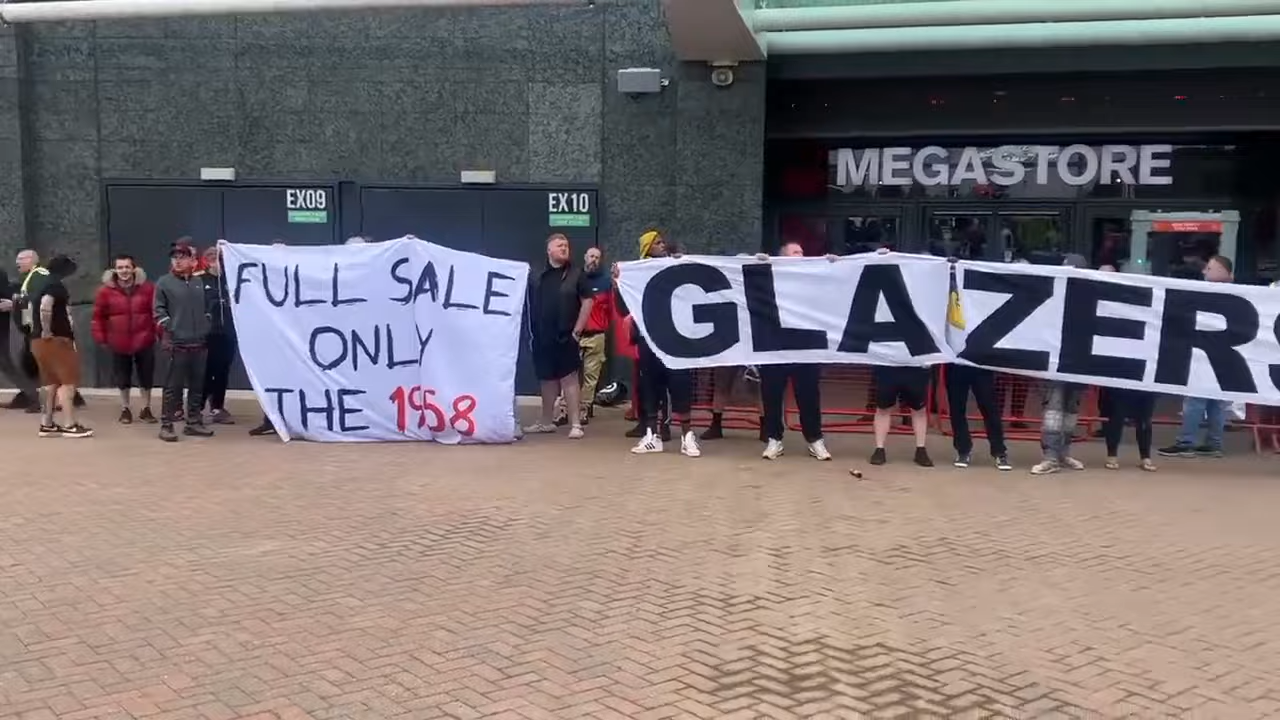 MEGASTORE
EX09
EX10
FULL SALE
ONLY
THE 1958
GLAZERS